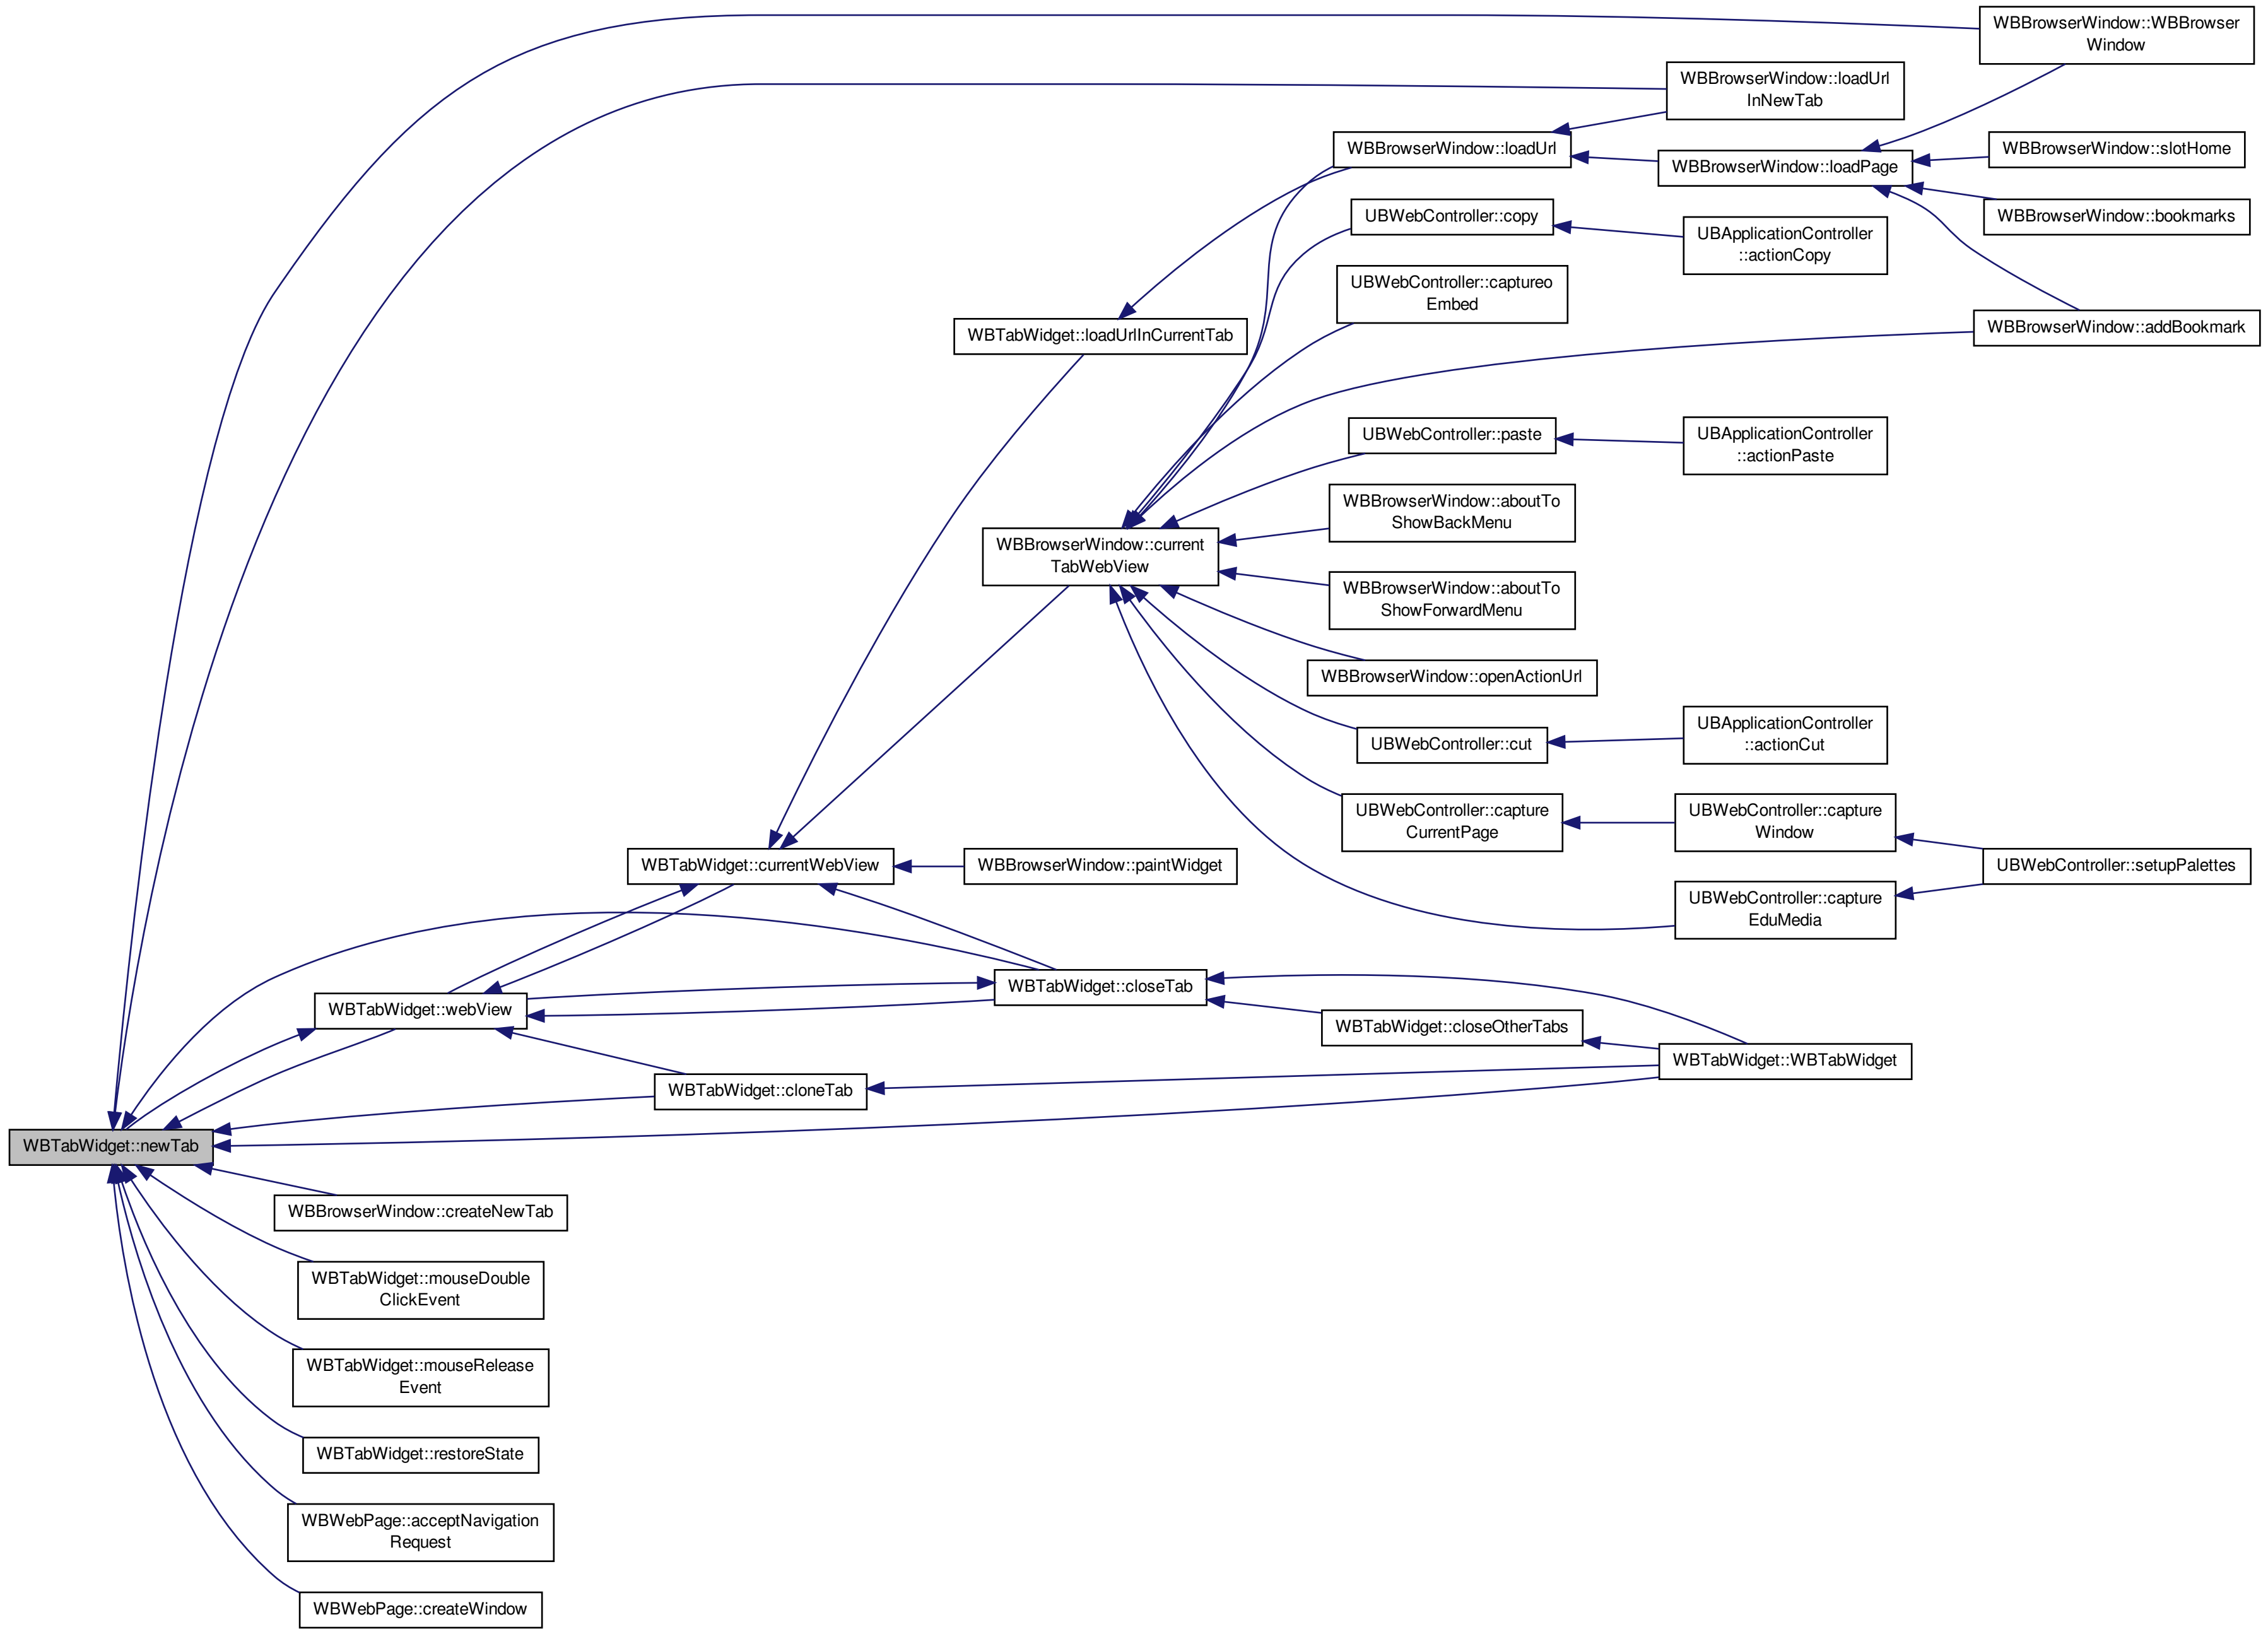 WBBrowserWindow::WBBrowser
Window
WBBrowserWindow::loadUrl
InNewTab
WBBrowserWindow::loadUrl
WBBrowserWindow::slotHome
WBBrowserWindow::loadPage
UBWebController::copy
WBBrowserWindow::bookmarks
UBApplicationController
::actionCopy
UBWebController::captureo
Embed
WBTabWidget::loadUrlInCurrentTab
WBBrowserWindow::addBookmark
UBWebController::paste
UBApplicationController
::actionPaste
WBBrowserWindow::aboutTo
ShowBackMenu
WBBrowserWindow::current
TabWebView
WBBrowserWindow::aboutTo
ShowForwardMenu
WBBrowserWindow::openActionUrl
UBWebController::cut
UBApplicationController
::actionCut
UBWebController::capture
CurrentPage
UBWebController::capture
Window
WBTabWidget::currentWebView
WBBrowserWindow::paintWidget
UBWebController::setupPalettes
UBWebController::capture
EduMedia
WBTabWidget::closeTab
WBTabWidget::webView
WBTabWidget::closeOtherTabs
WBTabWidget::WBTabWidget
WBTabWidget::cloneTab
WBTabWidget::newTab
WBBrowserWindow::createNewTab
WBTabWidget::mouseDouble
ClickEvent
WBTabWidget::mouseRelease
Event
WBTabWidget::restoreState
WBWebPage::acceptNavigation
Request
WBWebPage::createWindow